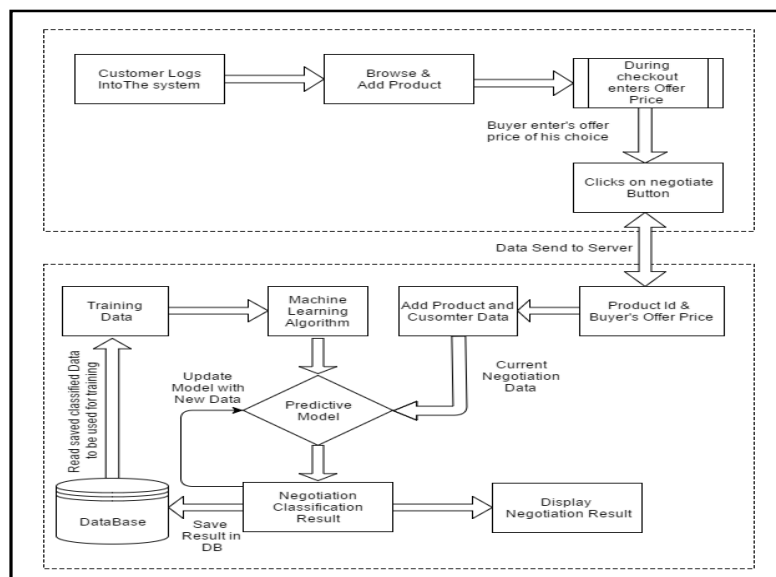 Customer Logs
IntoThe system
Browse &
Add Product
During
checkout
enters Offer
Price
Buyer enter's offer
price of his choice
Clicks on negotiate
Button
Data Send to Server
Training
Data
Machine
Learning
Algorithm
Add Product and
Cusomter Data
Product Id &
Buyer's Offer Price
Update
Model with
New Data
Current
Negotiation
Data
Predictive
Model
Read saved classified Data
to be used for training
DataBase
Save
Result in
DB
Negotiation
Classification
Result
Display
Negotiation Result